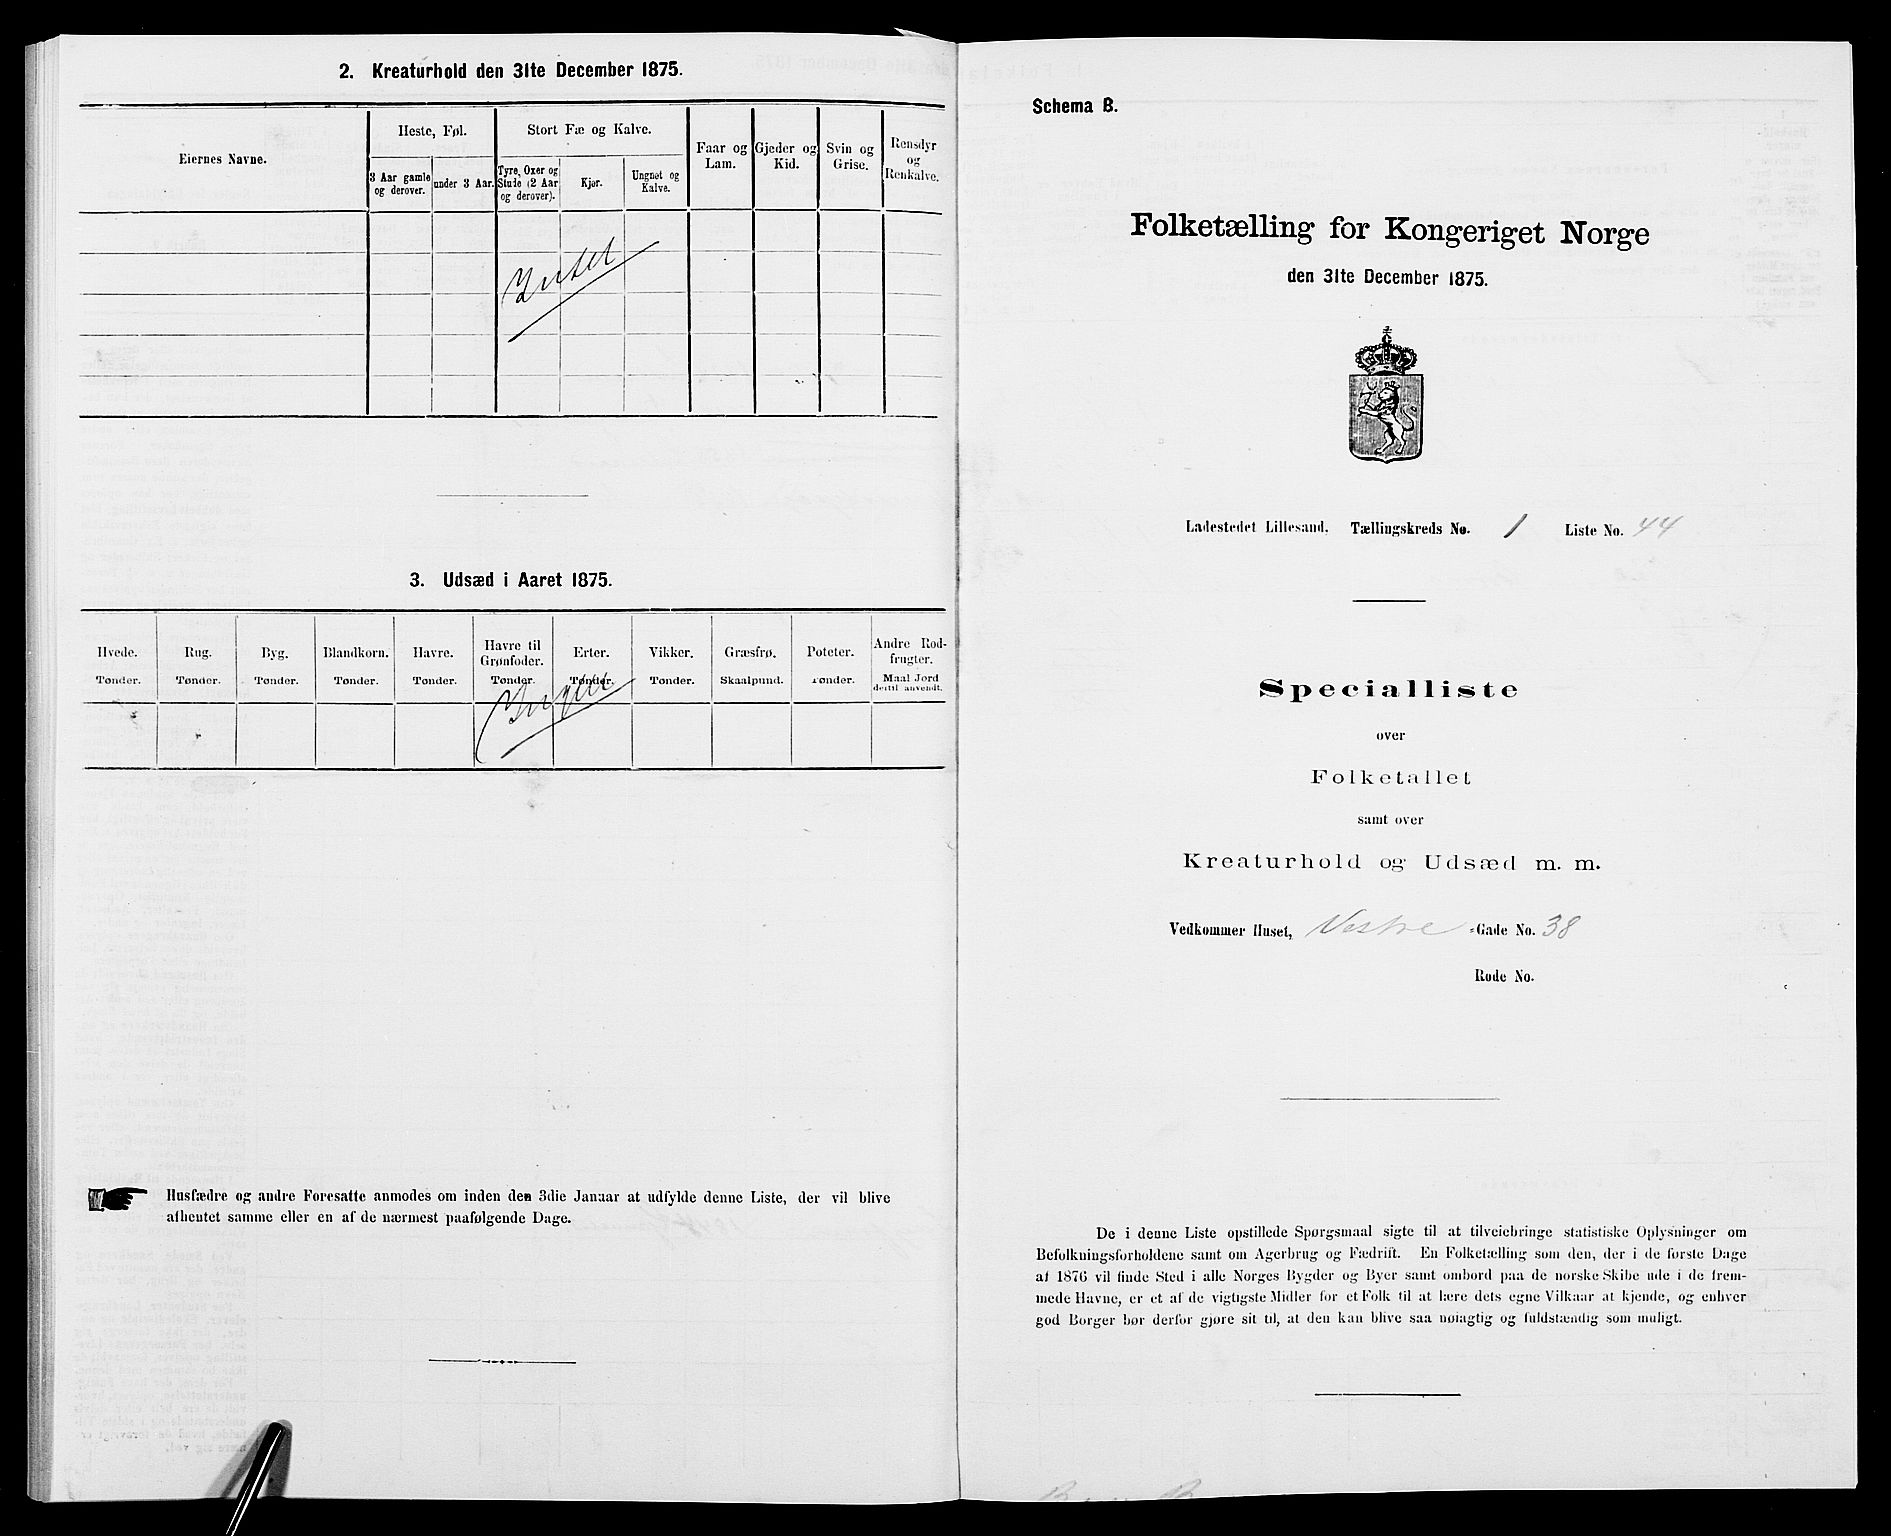 2. Kreaturhold den 31te December 1875.
Eiernes Navne.
Heste, Føl.
Stort Fæ og Kalve.
Faar og Lam.
Gjeder og Kid.
Svin og Grise.
Rensdyr og Renkalve.
3 Aar gamle og derover.
under 3 Aar.
Tyre, Oxer og Stude (2 Aar og derover).
Kjør.
Ungnøt og Kalve.
Intet
3. Udsæd i Aaret 1875.
Hvede. Tønder.
Rug. Tønder.
Byg. Tønder.
Blandkorn. Tønder.
Havre. Tønder.
Havre til Grønfoder. Tønder.
Erter. Tønder.
Vikker. Tønder.
Græsfrø. Skaalpund.
Poteter. Tønder.
Andre Rodfrugter. Maal Jord dertil anvendt.
Husfædre og andre Foresatte anmodes om inden den 3die Januar at udfylde denne Liste, der vil blive
afhentet samme eller en af de nærmest paafølgende Dage.
Schema B.
Folketælling for Kongeriget Norge
den 31te December 1875.
Ladestedet Lillesand. Tællingskreds No. 1 Liste No. 44
Specialliste
over
Folketallet
samt over
Kreaturhold og Udsæd m. m.
Vedkommer Huset, Vestre -Gade No. 38
Rode No.
De i denne Liste opstillede Spørgsmaal sigte til at tilveiebringe statistiske Oplysninger om
Befolkningsforholdene samt om Agerbrug og Fædrift. En Folketælling som den, der i de første Dage
af 1876 vil finde Sted i alle Norges Bygder og Byer samt ombord paa de norske Skibe ude i de frem-
mede Havne, er et af de vigtigste Midler for et Folk til at lære dets egne Vilkaar at kjende, og enhver
god Borger bør derfor gjøre sit til, at den kan blive saa nøiagtig og fuldstændig som muligt.